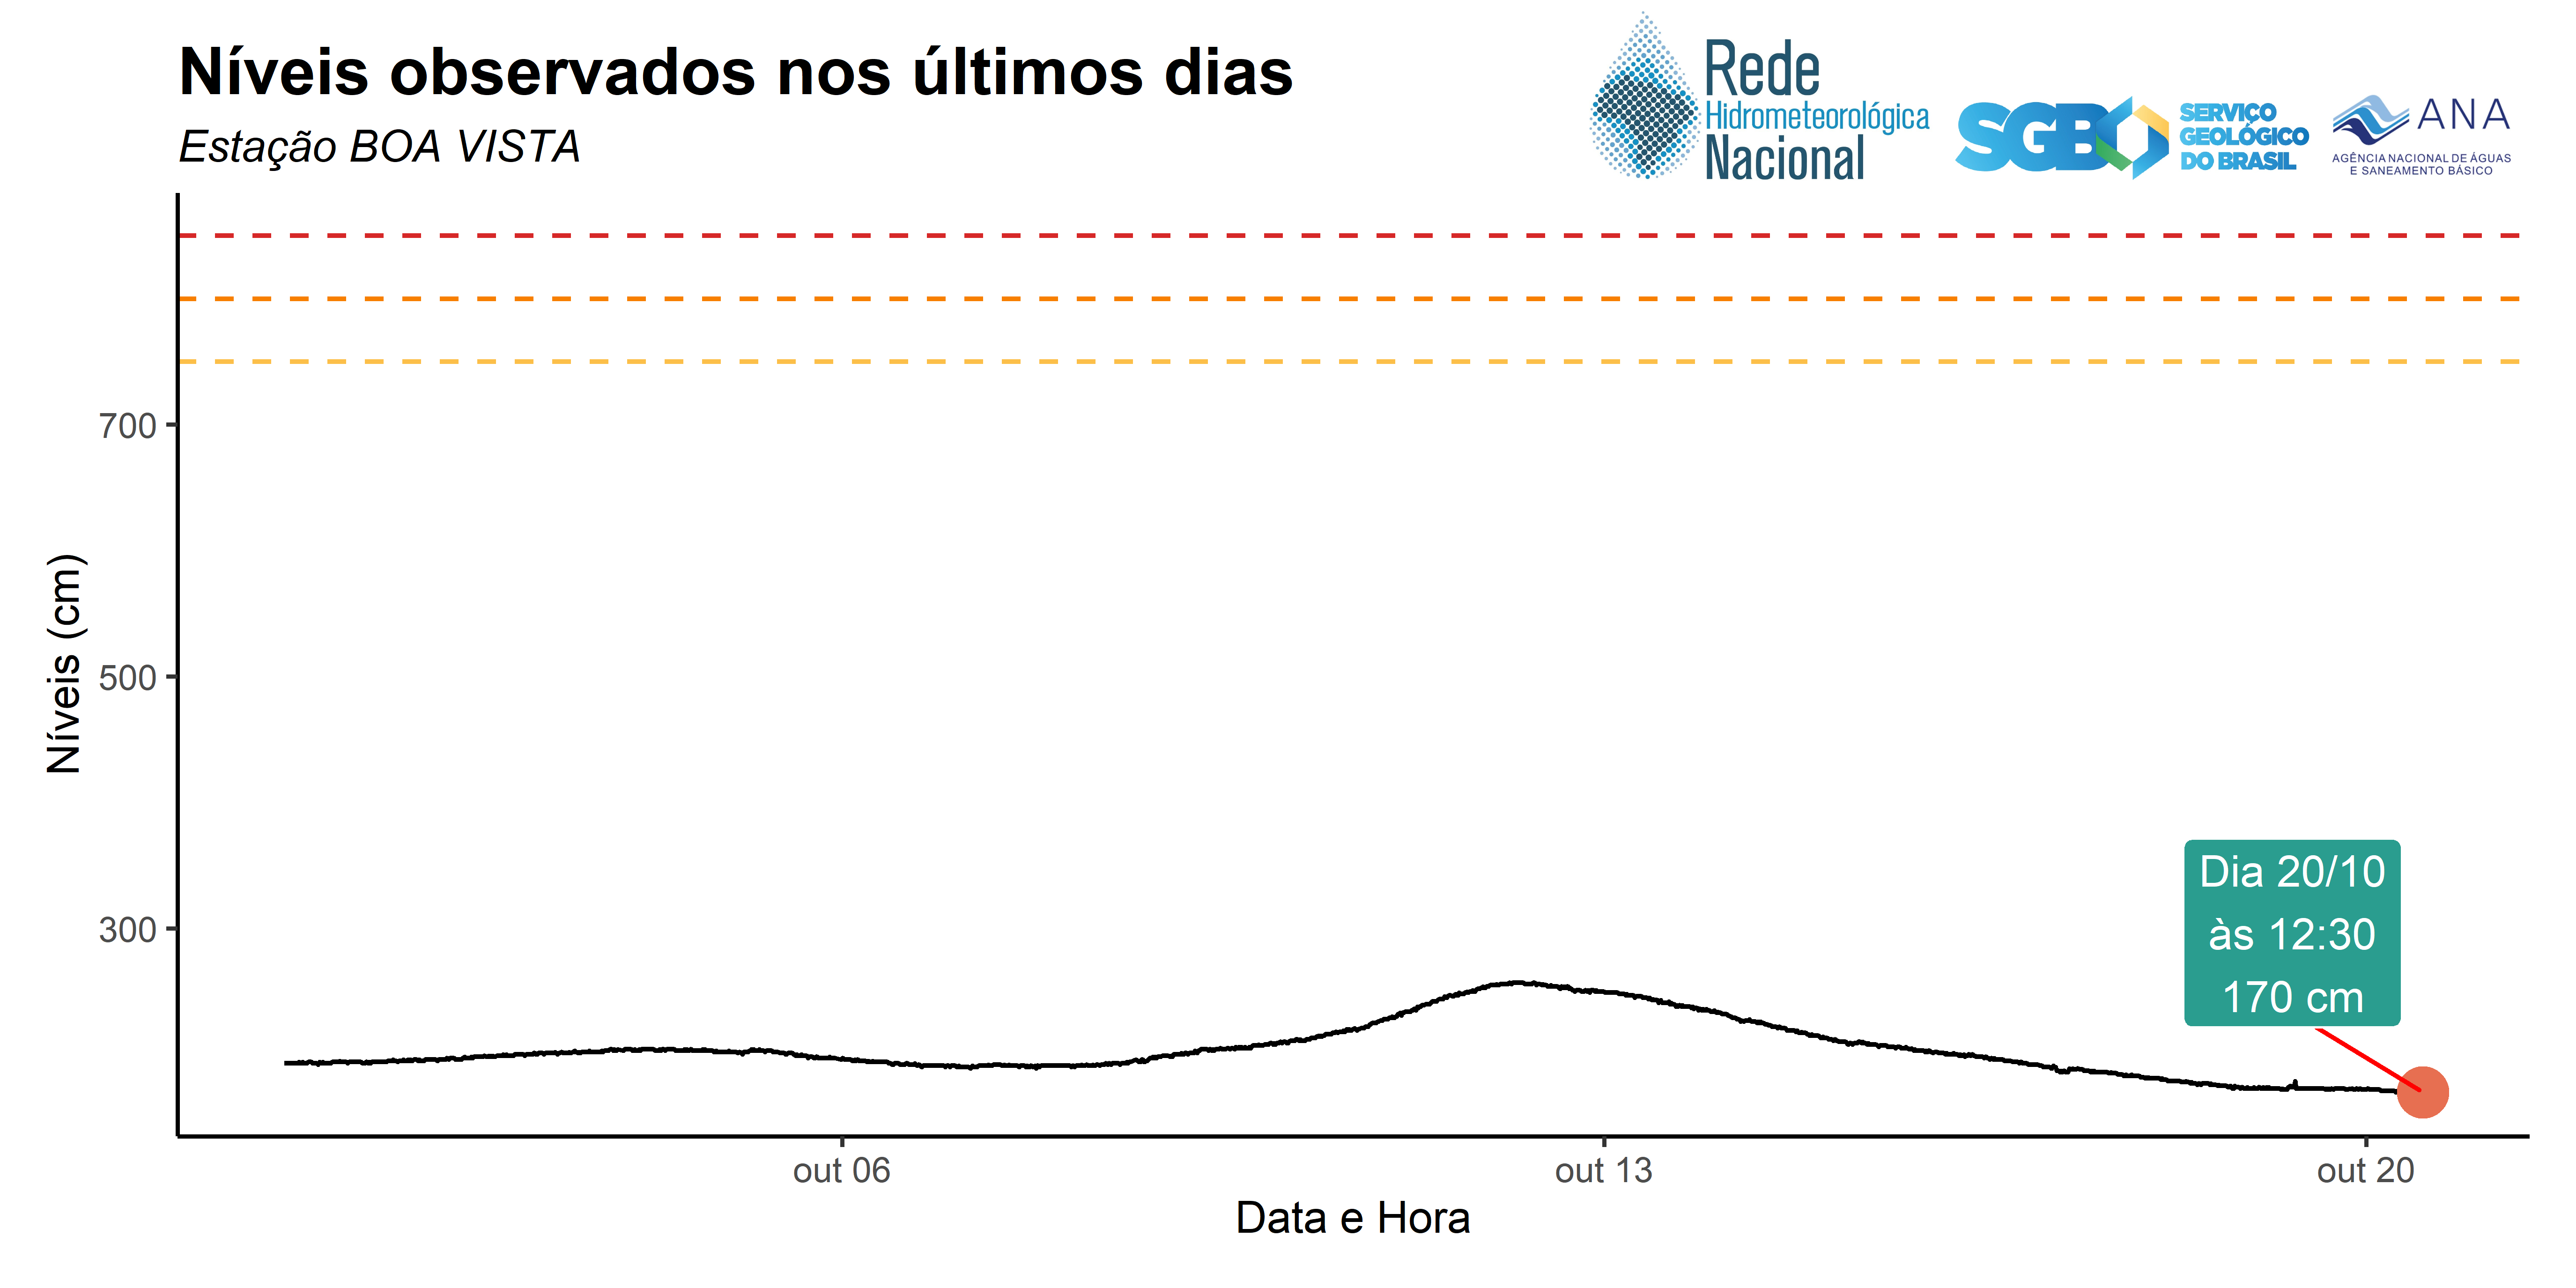 Níveis observados nos últimos dias
Estação BOA VISTA
Rede
Hidrometeorológica
Nacional
SGB
SERVIÇO
GEOLÓGICO
DO BRASIL
ANA
AGÊNCIA NACIONAL DE ÁGUAS
E SANEAMENTO BÁSICO
Níveis (cm)
700
500
300
Dia 20/10
às 12:30
170 cm
out 06
out 13
out 20
Data e Hora